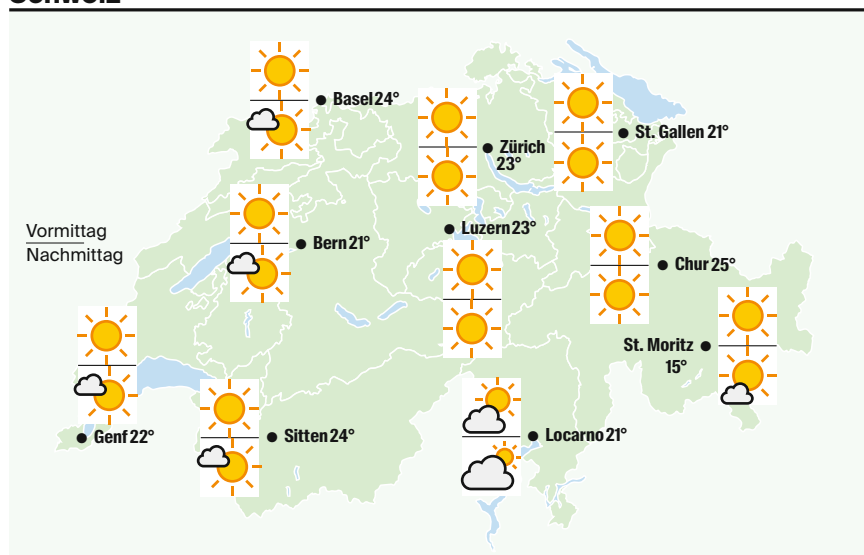 Schweiz
Basel 24°
St. Gallen 21°
Zürich
23°
Vormittag
Nachmittag
Bern 21°
Luzern 23°
Chur 25°
St. Moritz
15°
Genf 22°
Sitten 24°
Locarno 21°